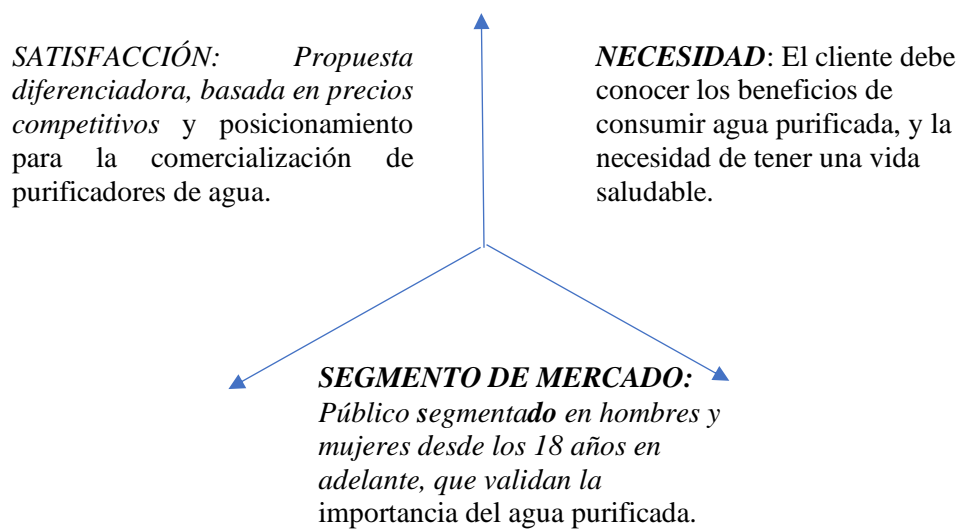 SATISFACCIÓN: Propuesta
diferenciadora, basada en precios
competitivos y posicionamiento
para la comercialización de
purificadores de agua.
NECESIDAD: El cliente debe
conocer los beneficios de
consumir agua purificada, y la
necesidad de tener una vida
saludable.
SEGMENTO DE MERCADO:
Público segmentado en hombres y
mujeres desde los 18 años en
adelante, que validan la
importancia del agua purificada.